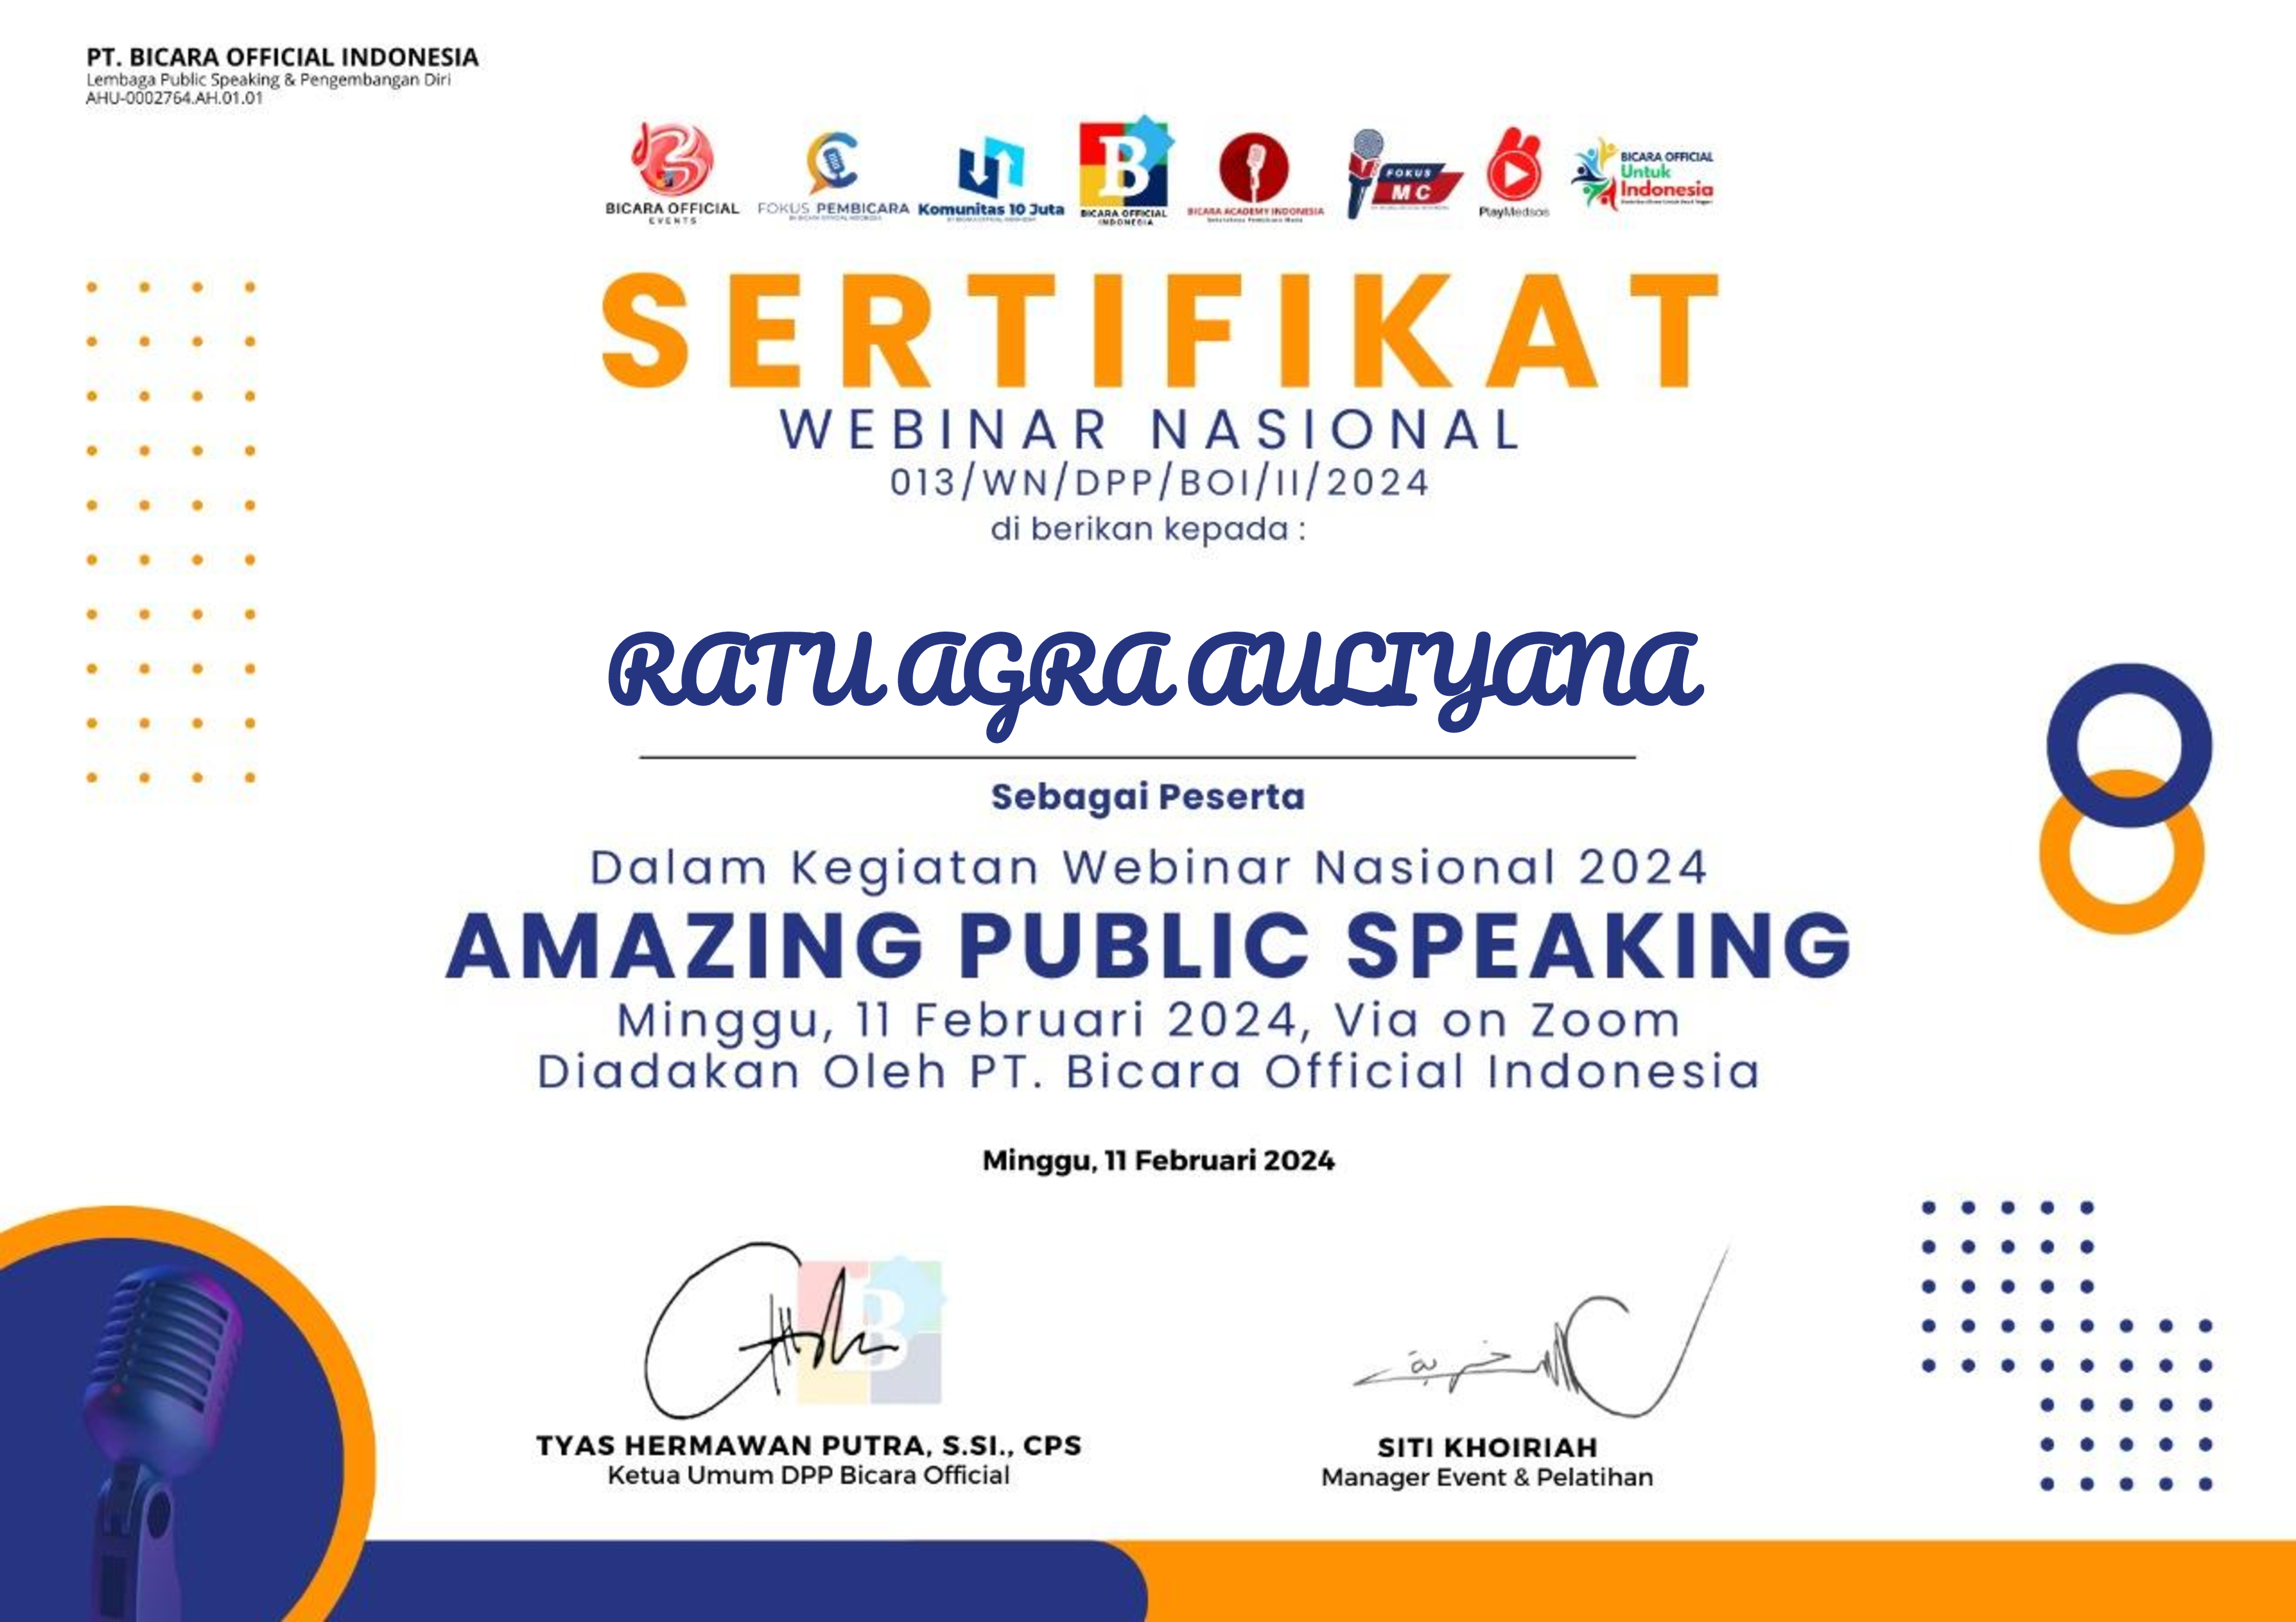 PT. BICARA OFFICIAL INDONESIA
Lembaga Public Speaking & Pengembangan Diri
AHU-0002764.AH.01.01
BICARA OFFICIAL
EVENTS
FOKUS PEMBICARA
Komunitas 10 Juta
B
BICARA OFFICIAL
INDONESIA
BICARA ACADEMY INDONESIA
FOKUS
MC
PlayMedsos
BICARA OFFICIAL
Untuk
Indonesia
SERTIFIKAT
WEBINAR NASIONAL
013/WN/DPP/BOI/II/2024
di berikan kepada :
RATU AGRA AULIYANA
Sebagai Peserta
Dalam Kegiatan Webinar Nasional 2024
AMAZING PUBLIC SPEAKING
Minggu, 11 Februari 2024, Via on Zoom
Diadakan Oleh PT. Bicara Official Indonesia
Minggu, 11 Februari 2024
B
TYAS HERMAWAN PUTRA, S.SI., CPS
Ketua Umum DPP Bicara Official
SITI KHOIRIAH
Manager Event & Pelatihan